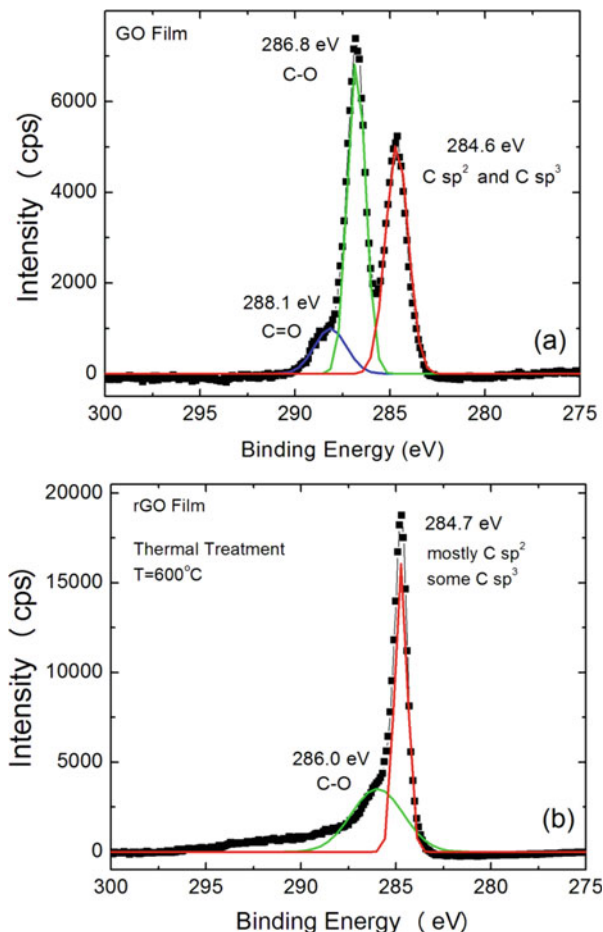 GO Film
286.8 eV
C-O
284.6 eV
C sp² and C sp³
288.1 eV
C=O
(a)
6000
4000
2000
0
Intensity ( cps)
300 295 290 285 280 275
Binding Energy (eV)
rGO Film
Thermal Treatment
T=600°C
284.7 eV
mostly C sp²
some C sp³
286.0 eV
C-O
(b)
20000
15000
10000
5000
0
Intensity ( cps)
300 295 290 285 280 275
Binding Energy ( eV)